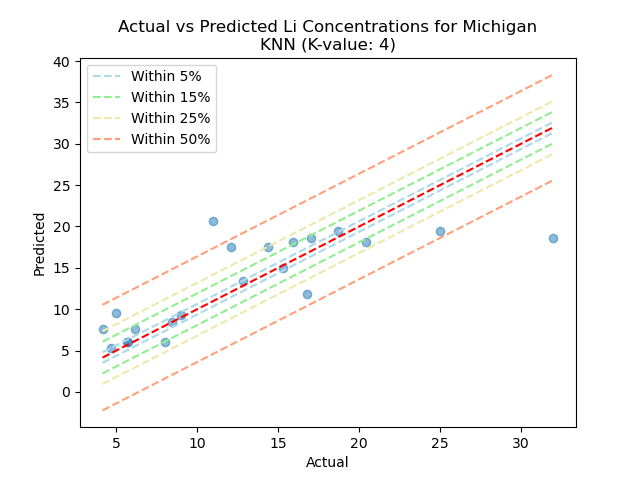 Actual vs Predicted Li Concentrations for Michigan
KNN (K-value: 4)
40
35
30
25
20
15
10
5
0
Within 5%
Within 15%
Within 25%
Within 50%
Predicted
5
10
15
20
25
30
Actual